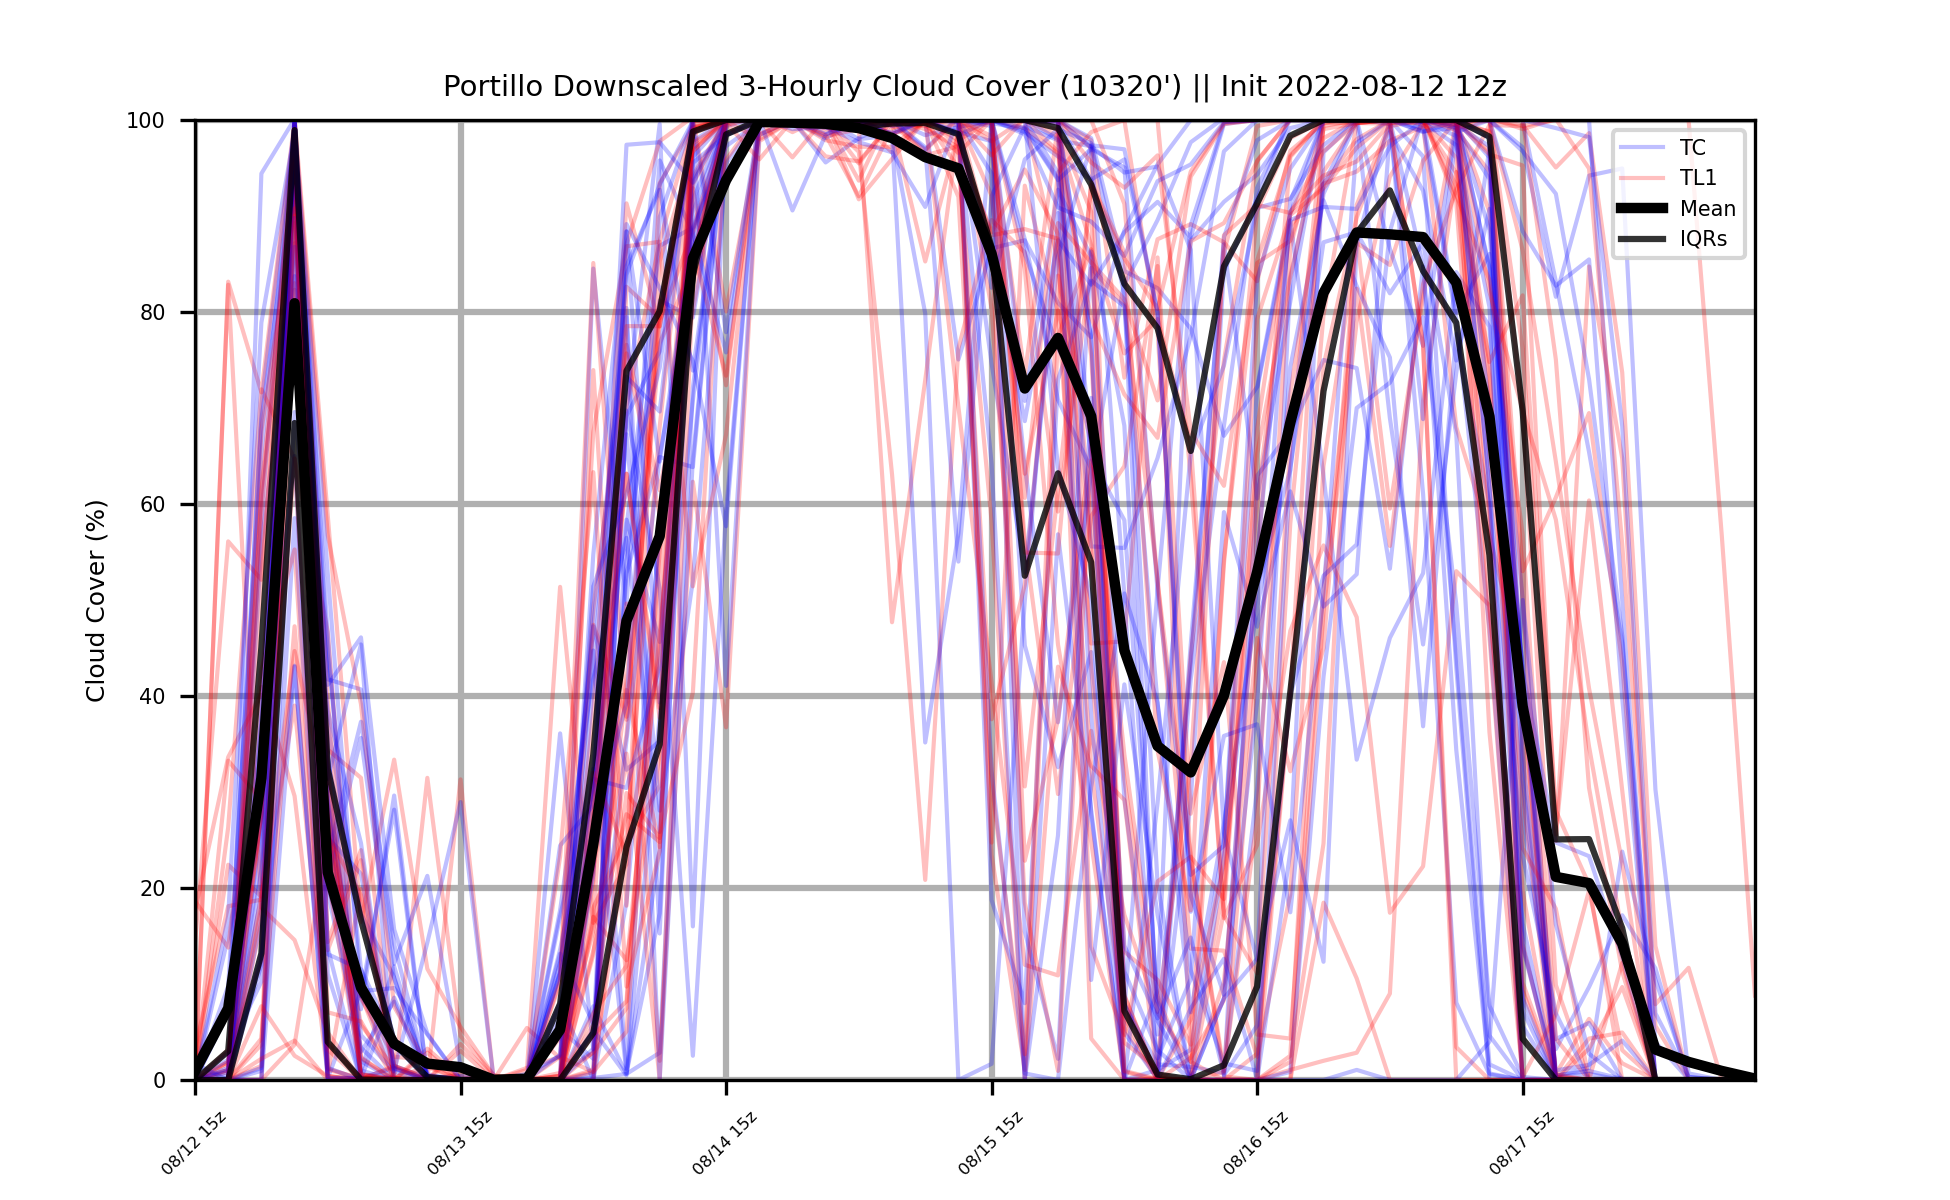 Portillo Downscaled 3-Hourly Cloud Cover (10320') || Init 2022-08-12 12z
Cloud Cover (%)
100
80
60
40
20
0
TC
TL1
Mean
IQRs
08/12 15z
08/13 15z
08/14 15z
08/15 15z
08/16 15z
08/17 15z